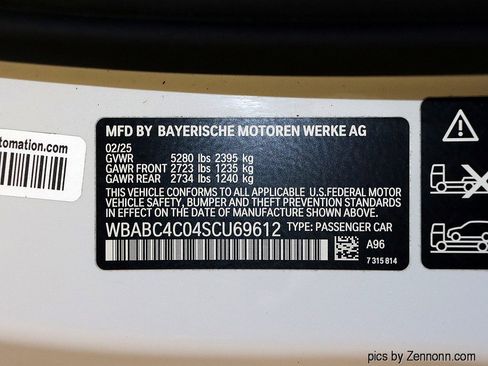 tomation.com
MFD BY BAYERISCHE MOTOREN WERKE AG
02/25
GVWR 5280 lbs 2395 kg
GAWR FRONT 2723 lbs 1235 kg
GAWR REAR 2734 lbs 1240 kg
THIS VEHICLE CONFORMS TO ALL APPLICABLE U.S.FEDERAL MOTOR
VEHICLE SAFETY, BUMPER AND THEFT PREVENTION STANDARDS
IN EFFECT ON THE DATE OF MANUFACTURE SHOWN ABOVE.
WBABC4C04SCU69612 TYPE: PASSENGER CAR
A96
7 315 814
pics by Zennonn.com